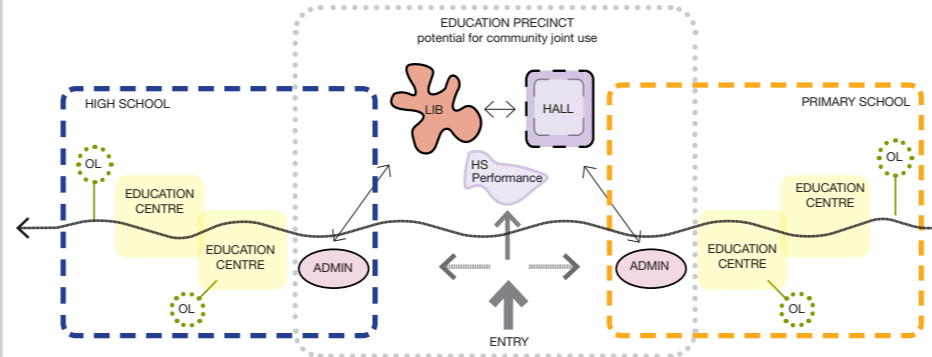 EDUCATION PRECINCT
potential for community joint use
HIGH SCHOOL
PRIMARY SCHOOL
LIB
HALL
HS
Performance
OL
OL
EDUCATION
CENTRE
EDUCATION
CENTRE
EDUCATION
CENTRE
EDUCATION
CENTRE
ADMIN
ADMIN
OL
OL
ENTRY